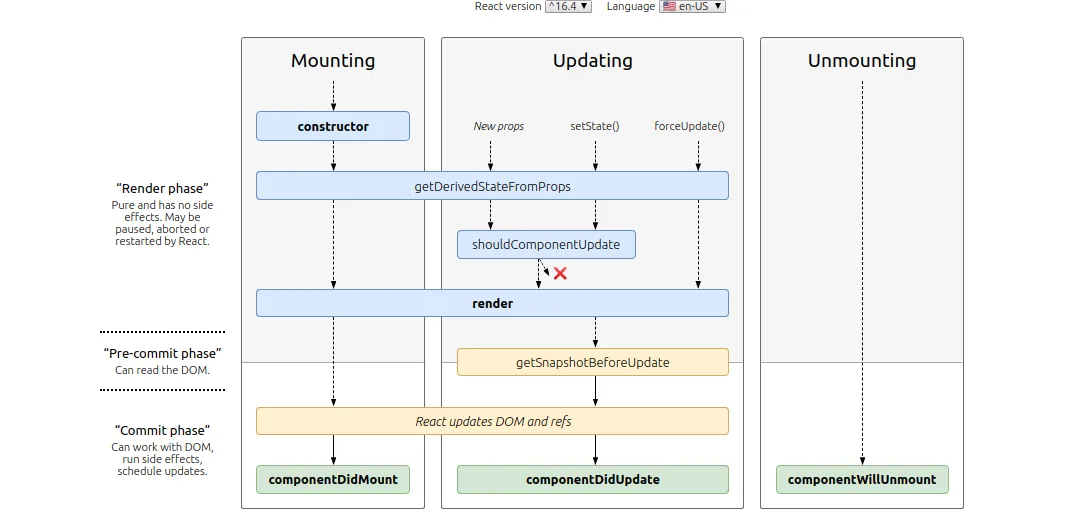 React version ^16.4 ▼ Language 🇺🇸 en-US ▼
Mounting Updating Unmounting
constructor
New props setState() forceUpdate()
“Render phase”
Pure and has no side
effects. May be
paused, aborted or
restarted by React.
getDerivedStateFromProps
shouldComponentUpdate
❌
render
“Pre-commit phase”
Can read the DOM.
getSnapshotBeforeUpdate
“Commit phase”
Can work with DOM,
run side effects,
schedule updates.
React updates DOM and refs
componentDidMount componentDidUpdate componentWillUnmount